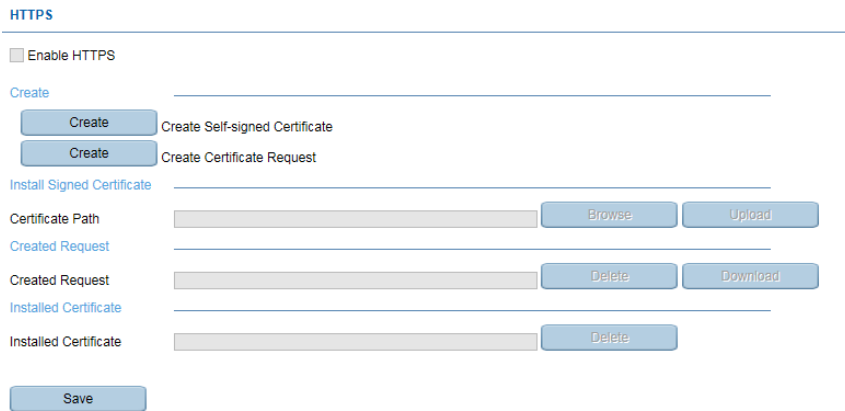 HTTPS
Enable HTTPS
Create
Create Create Self-signed Certificate
Create Create Certificate Request
Install Signed Certificate
Certificate Path Browse Upload
Created Request
Created Request Delete Download
Installed Certificate
Installed Certificate Delete
Save